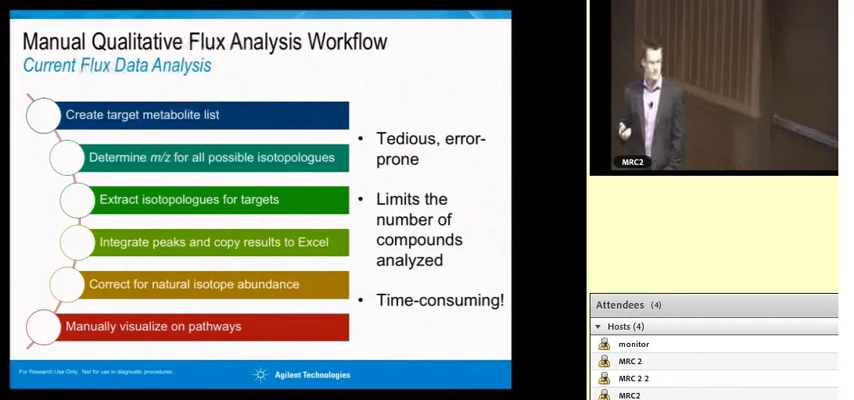 Manual Qualitative Flux Analysis Workflow
Current Flux Data Analysis
Create target metabolite list
Determine m/z for all possible isotopologues
Extract isotopologues for targets
Integrate peaks and copy results to Excel
Correct for natural isotope abundance
Manually visualize on pathways
• Tedious, error-
prone
• Limits the
number of
compounds
analyzed
• Time-consuming!
For Research Use Only. Not for use in diagnostic procedures.
Agilent Technologies
MRC2
Attendees (4)
Hosts (4)
monitor
MRC 2
MRC 2 2
MRC2